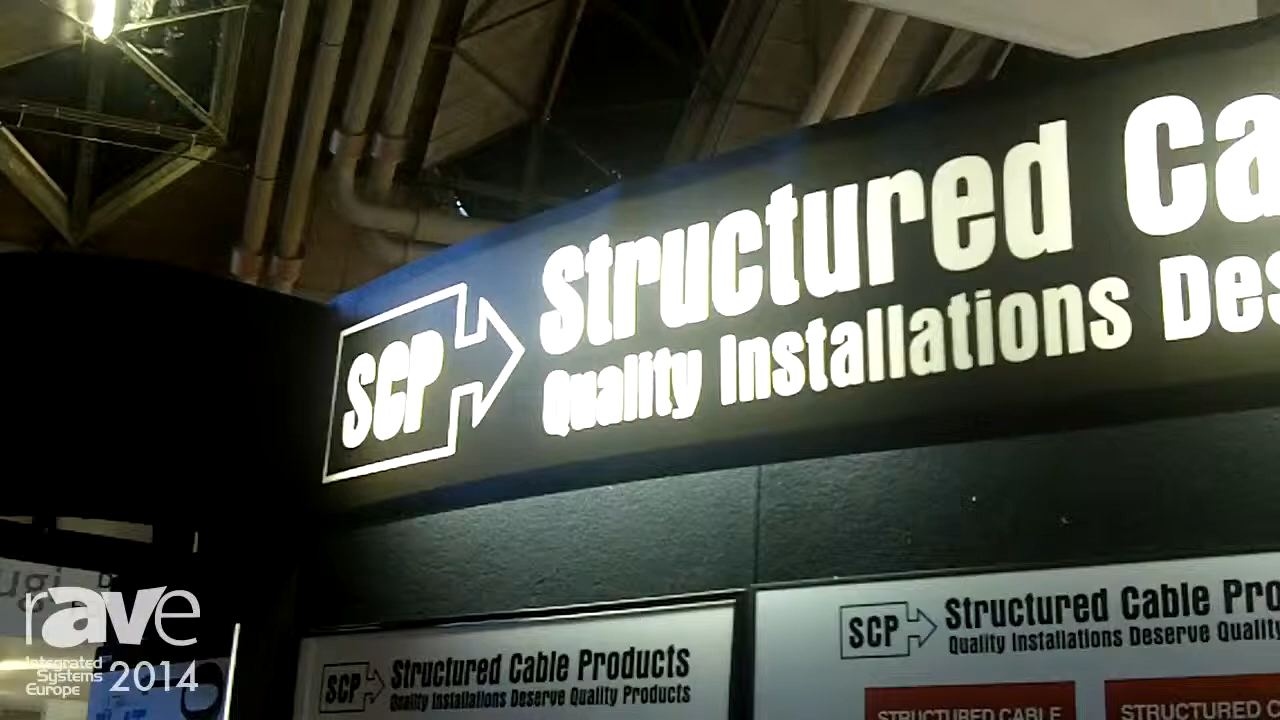 SCP
Structured Ca
Quality Installations Des
SCP
Structured Cable Products
Quality Installations Deserve Quality Products
SCP
Structured Cable Pro
Quality Installations Deserve Quality
STRUCTURED CABLE
STRUCTURED C
ugi
rAVe
Integrated
Systems
Europe
2014